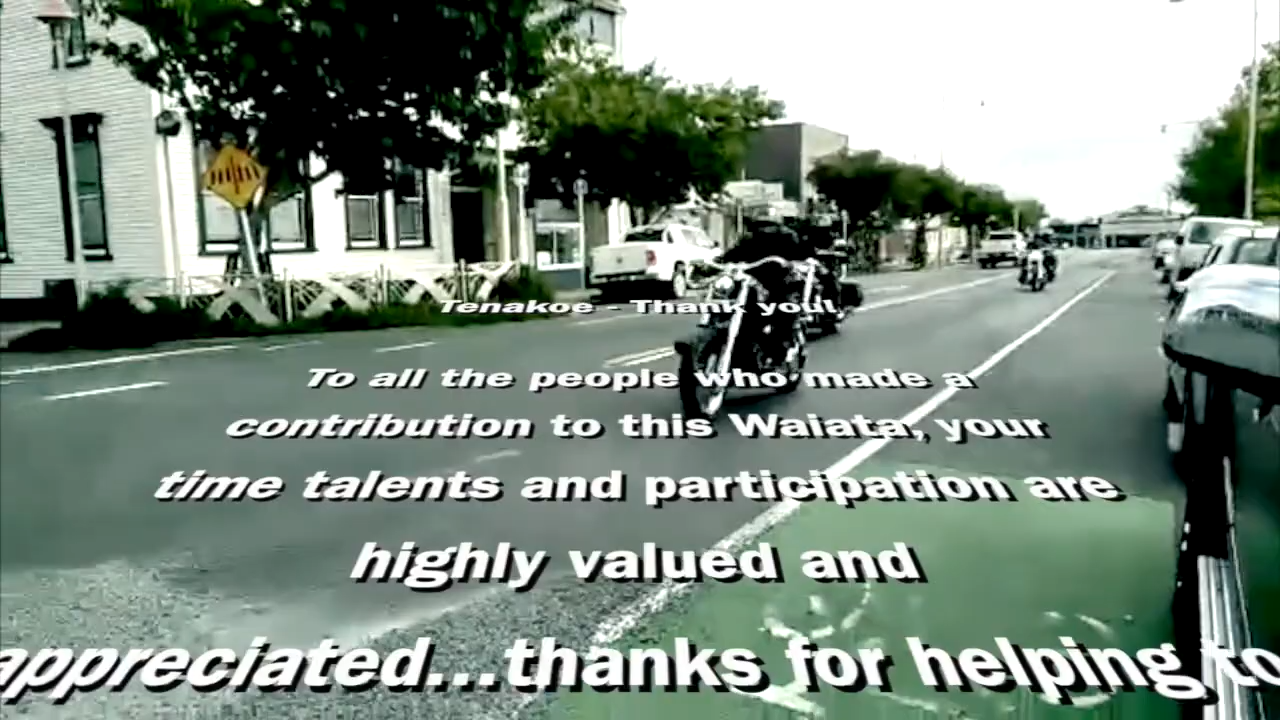 Tenakoe - Thank you!,
To all the people who made a
contribution to this Waiata, your
time talents and participation are
highly valued and
appreciated...thanks for helping to